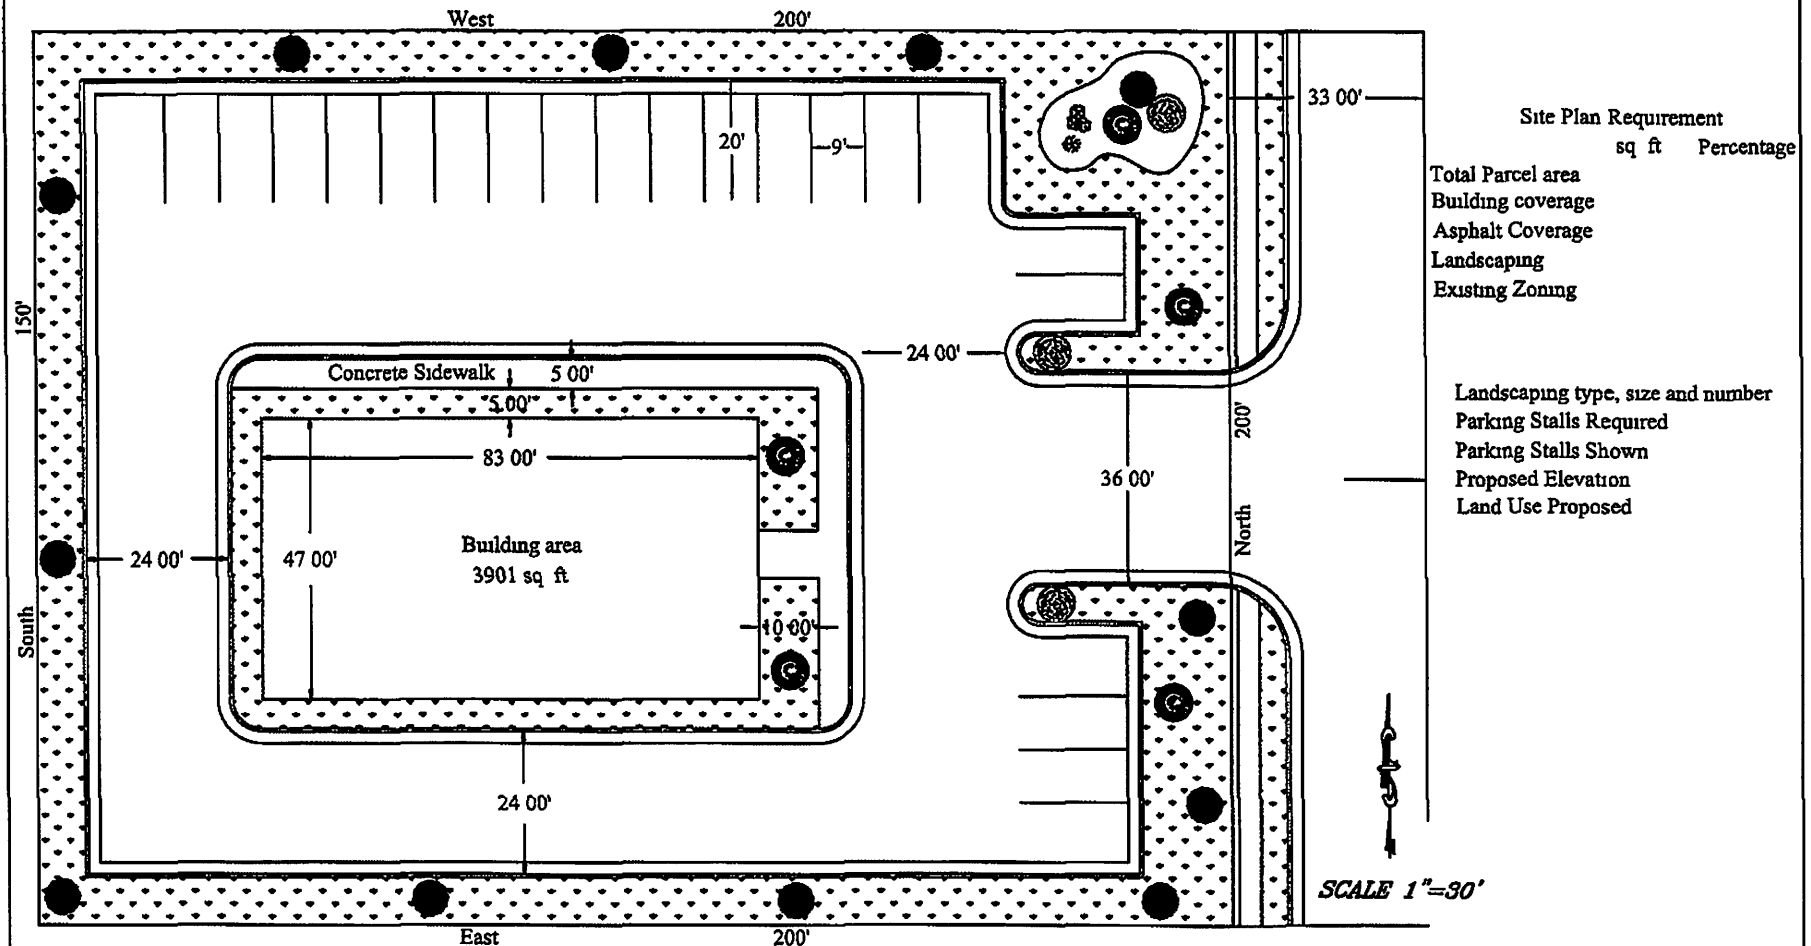 West 200'
33 00'
Site Plan Requirement
sq ft Percentage
20'
9'
Total Parcel area
Building coverage
Asphalt Coverage
Landscaping
Existing Zoning
150'
24 00'
Concrete Sidewalk 5 00'
5.00'
Landscaping type, size and number
Parking Stalls Required
Parking Stalls Shown
Proposed Elevation
Land Use Proposed
200'
83 00'
36 00'
North
Building area
3901 sq ft
24 00'
47 00'
South
10 00'
24 00'
SCALE 1"=30'
East 200'
C
C
C
C
C